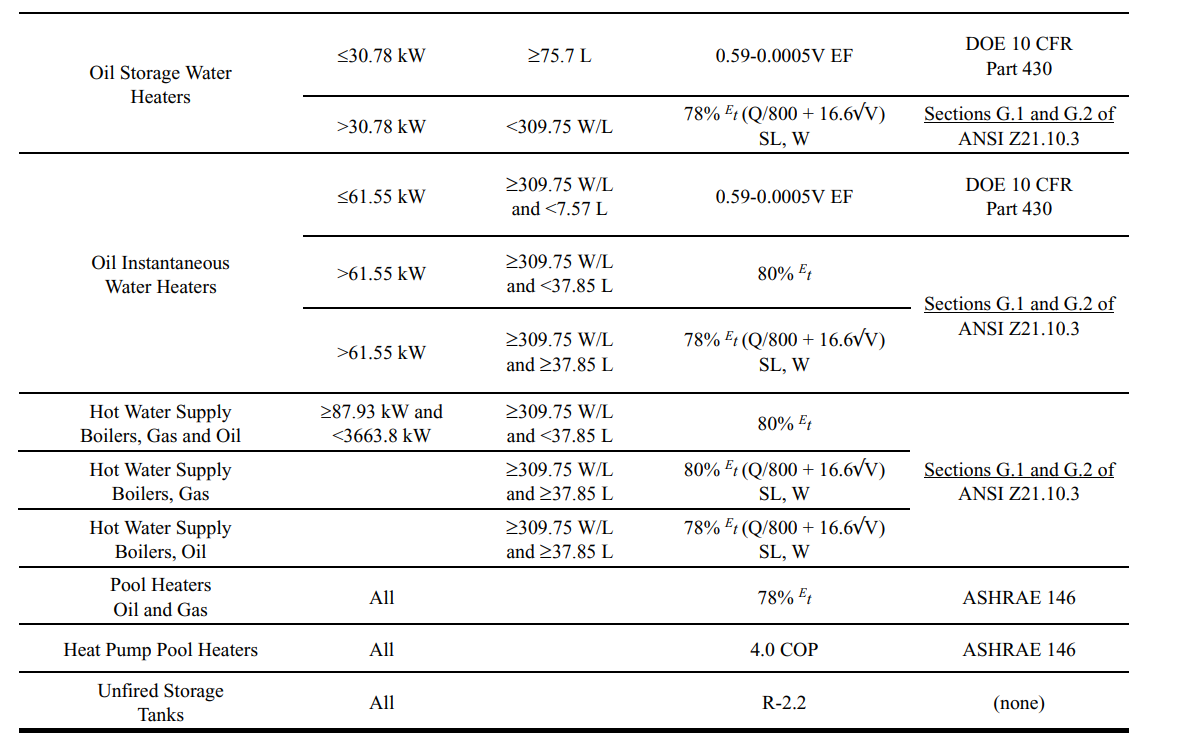 Oil Storage Water
Heaters
≤30.78 kW
≥75.7 L
0.59-0.0005V EF
DOE 10 CFR
Part 430
>30.78 kW
<309.75 W/L
78% Et (Q/800 + 16.6√V)
SL, W
Sections G.1 and G.2 of
ANSI Z21.10.3
Oil Instantaneous
Water Heaters
≤61.55 kW
≥309.75 W/L
and <7.57 L
0.59-0.0005V EF
DOE 10 CFR
Part 430
>61.55 kW
≥309.75 W/L
and <37.85 L
80% Et
Sections G.1 and G.2 of
ANSI Z21.10.3
>61.55 kW
≥309.75 W/L
and ≥37.85 L
78% Et (Q/800 + 16.6√V)
SL, W
Hot Water Supply
Boilers, Gas and Oil
≥87.93 kW and
<3663.8 kW
≥309.75 W/L
and <37.85 L
80% Et
Hot Water Supply
Boilers, Gas
≥309.75 W/L
and ≥37.85 L
80% Et (Q/800 + 16.6√V)
SL, W
Sections G.1 and G.2 of
ANSI Z21.10.3
Hot Water Supply
Boilers, Oil
≥309.75 W/L
and ≥37.85 L
78% Et (Q/800 + 16.6√V)
SL, W
Pool Heaters
Oil and Gas
All
78% Et
ASHRAE 146
Heat Pump Pool Heaters
All
4.0 COP
ASHRAE 146
Unfired Storage
Tanks
All
R-2.2
(none)